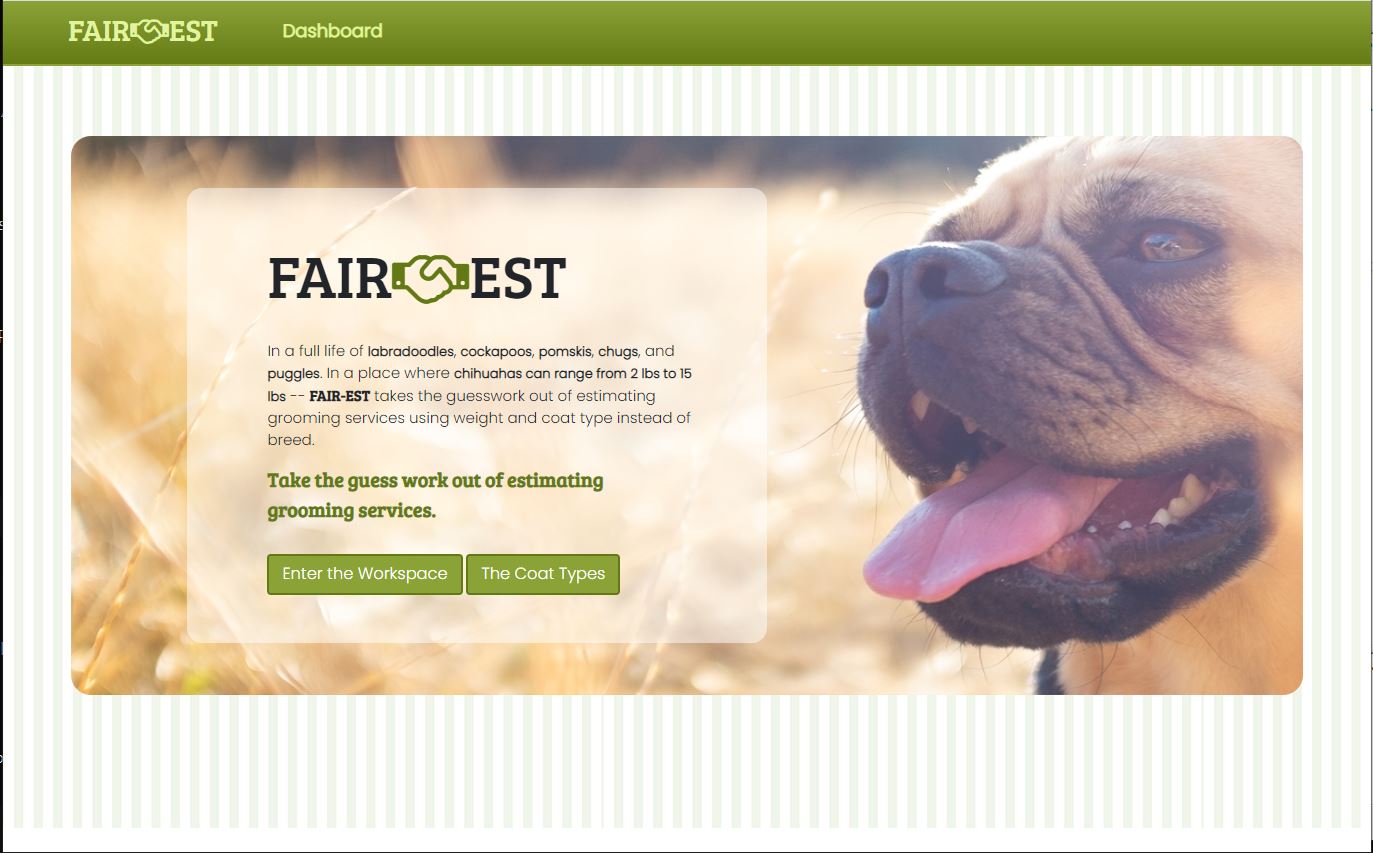 FAIR EST
Dashboard
FAIR EST
In a full life of labradoodles, cockapoos, pomskis, chugs, and
puggles. In a place where chihuahas can range from 2 lbs to 15
lbs -- FAIR-EST takes the guesswork out of estimating
grooming services using weight and coat type instead of
breed.
Take the guess work out of estimating
grooming services.
Enter the Workspace
The Coat Types